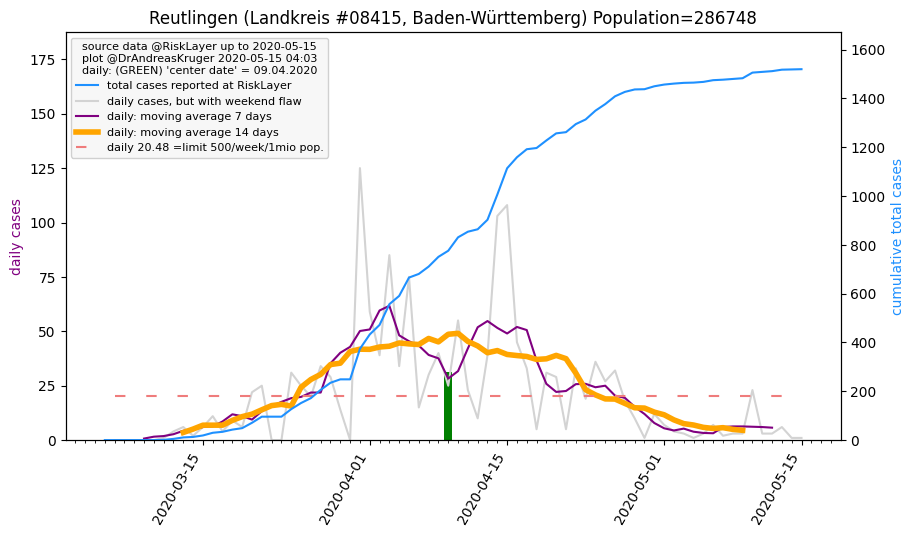 Reutlingen (Landkreis #08415, Baden-Württemberg) Population=286748
source data @RiskLayer up to 2020-05-15
plot @DrAndreasKruger 2020-05-15 04:03
daily: (GREEN) 'center date' = 09.04.2020
total cases reported at RiskLayer
daily cases, but with weekend flaw
daily: moving average 7 days
daily: moving average 14 days
daily 20.48 =limit 500/week/1mio pop.
daily cases
175
150
125
100
75
50
25
0
cumulative total cases
1600
1400
1200
1000
800
600
400
200
0
2020-03-15
2020-04-01
2020-04-15
2020-05-01
2020-05-15